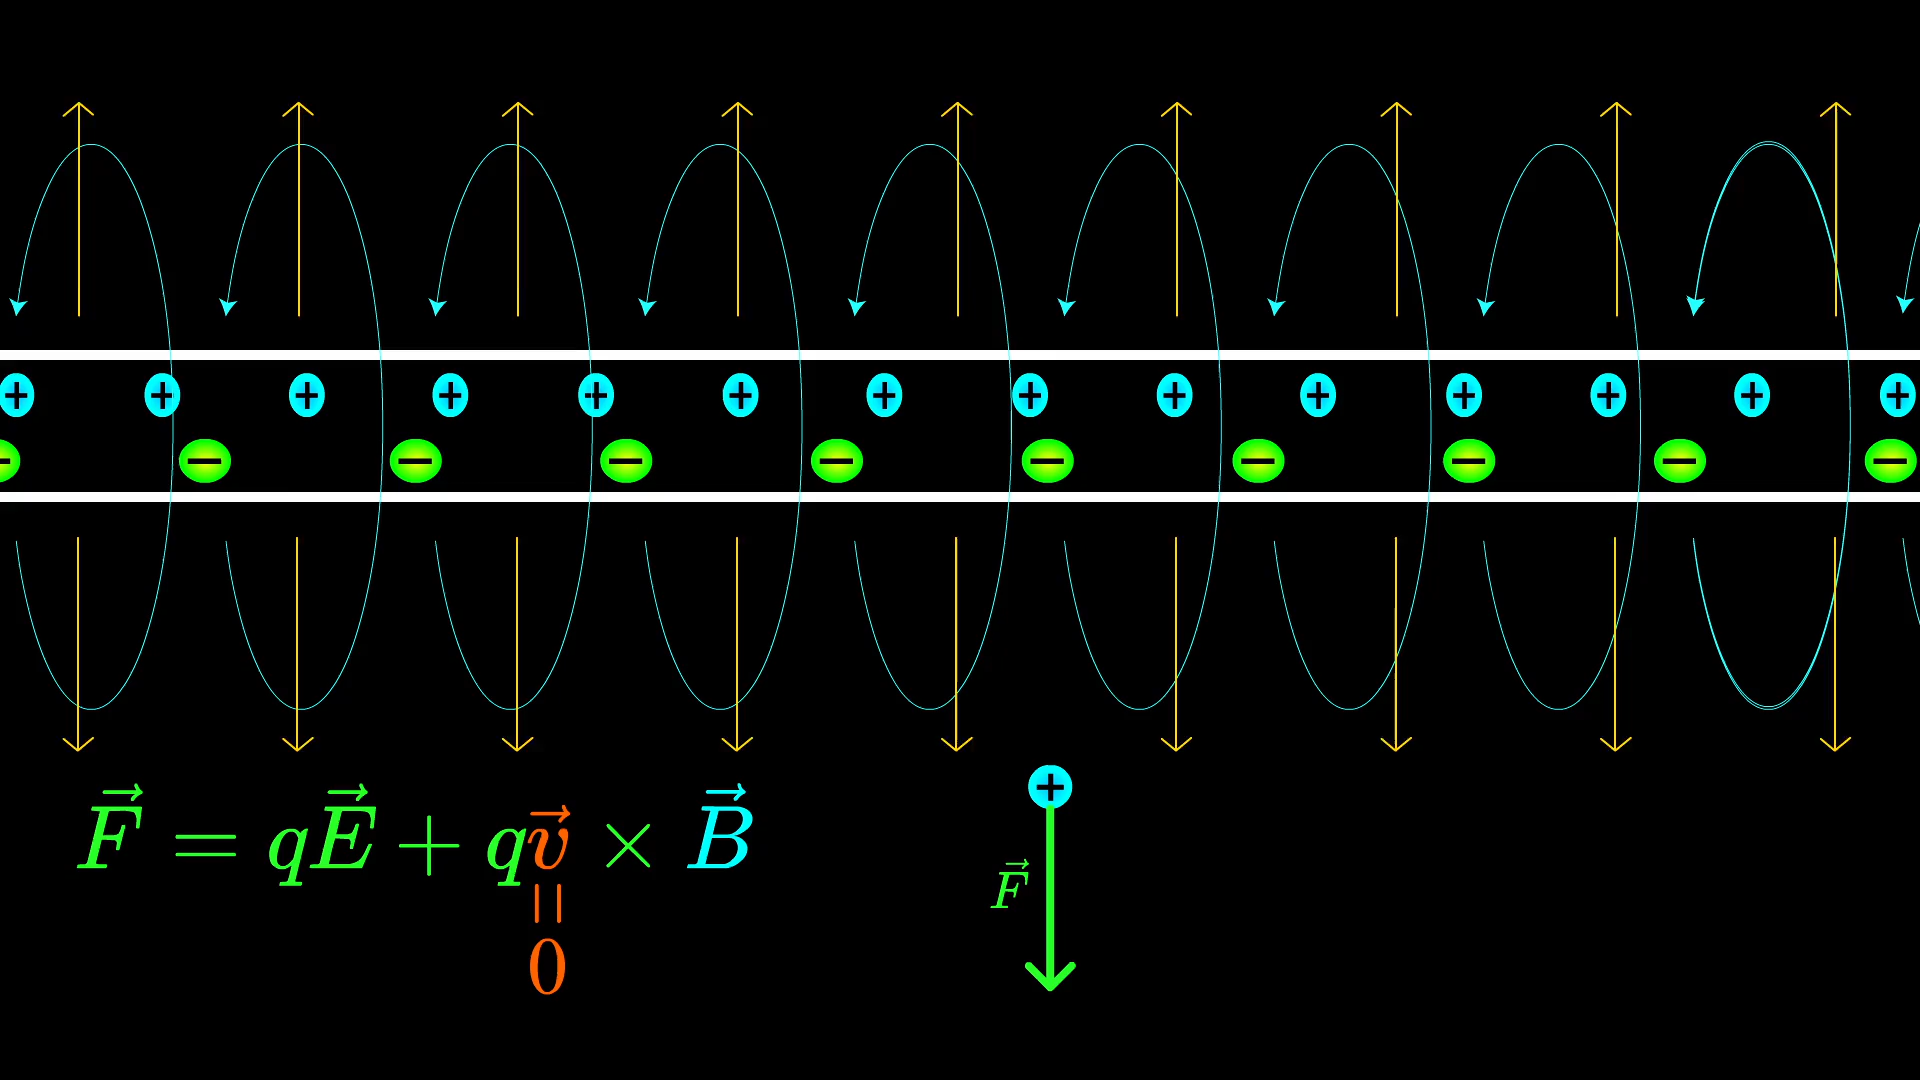 + + + + + + + + + + + + + +
− − − − − − − − − −
+
F⃗ = qE⃗ + qv⃗ × B⃗
F⃗
||
0